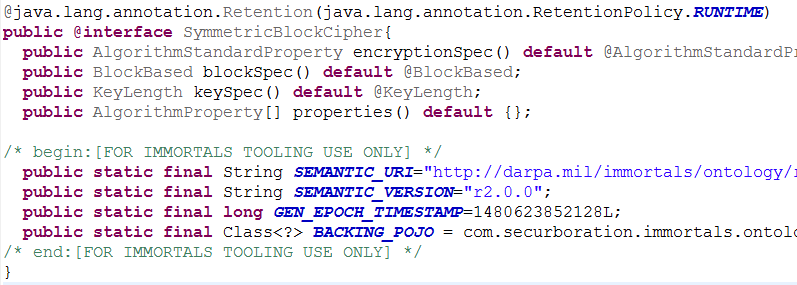 @java.lang.annotation.Retention(java.lang.annotation.RetentionPolicy.RUNTIME)
public @interface SymmetricBlockCipher{
  public AlgorithmStandardProperty encryptionSpec() default @AlgorithmStandardPr
  public BlockBased blockSpec() default @BlockBased;
  public KeyLength keySpec() default @KeyLength;
  public AlgorithmProperty[] properties() default {};
/* begin:[FOR IMMORTALS TOOLING USE ONLY] */
  public static final String SEMANTIC_URI="http://darpa.mil/immortals/ontology/r
  public static final String SEMANTIC_VERSION="r2.0.0";
  public static final long GEN_EPOCH_TIMESTAMP=1480623852128L;
  public static final Class<?> BACKING_POJO = com.securboration.immortals.ontolo
/* end:[FOR IMMORTALS TOOLING USE ONLY] */
}